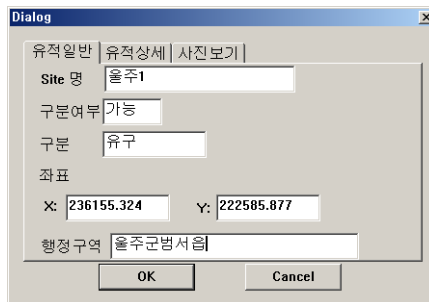 Dialog
유적일반 유적상세 사진보기
Site 명 울주1
구분여부 가능
구분 유구
좌표
X: 236155.324 Y: 222585.877
행정구역 울주군범서읍
OK Cancel